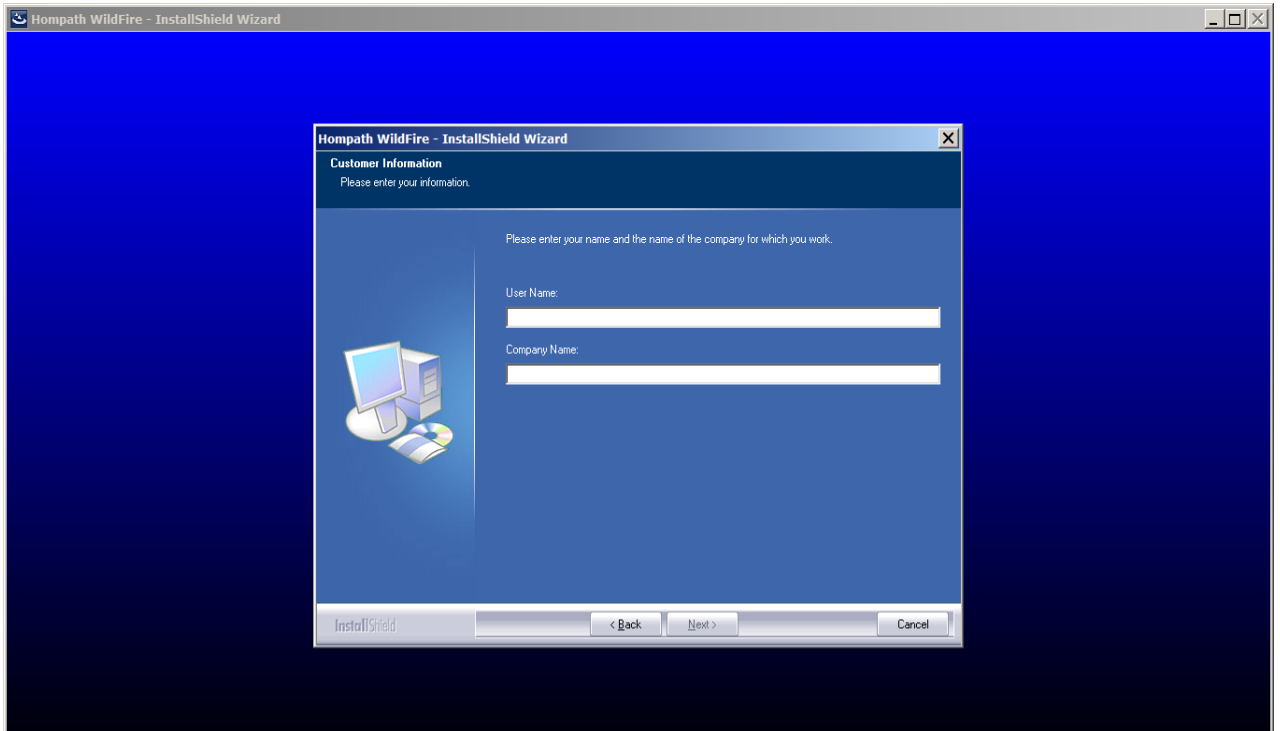 Hompath WildFire - InstallShield Wizard
Hompath WildFire - InstallShield Wizard
Customer Information
Please enter your information.
Please enter your name and the name of the company for which you work.
User Name:
Company Name:
InstallShield
< Back
Next >
Cancel